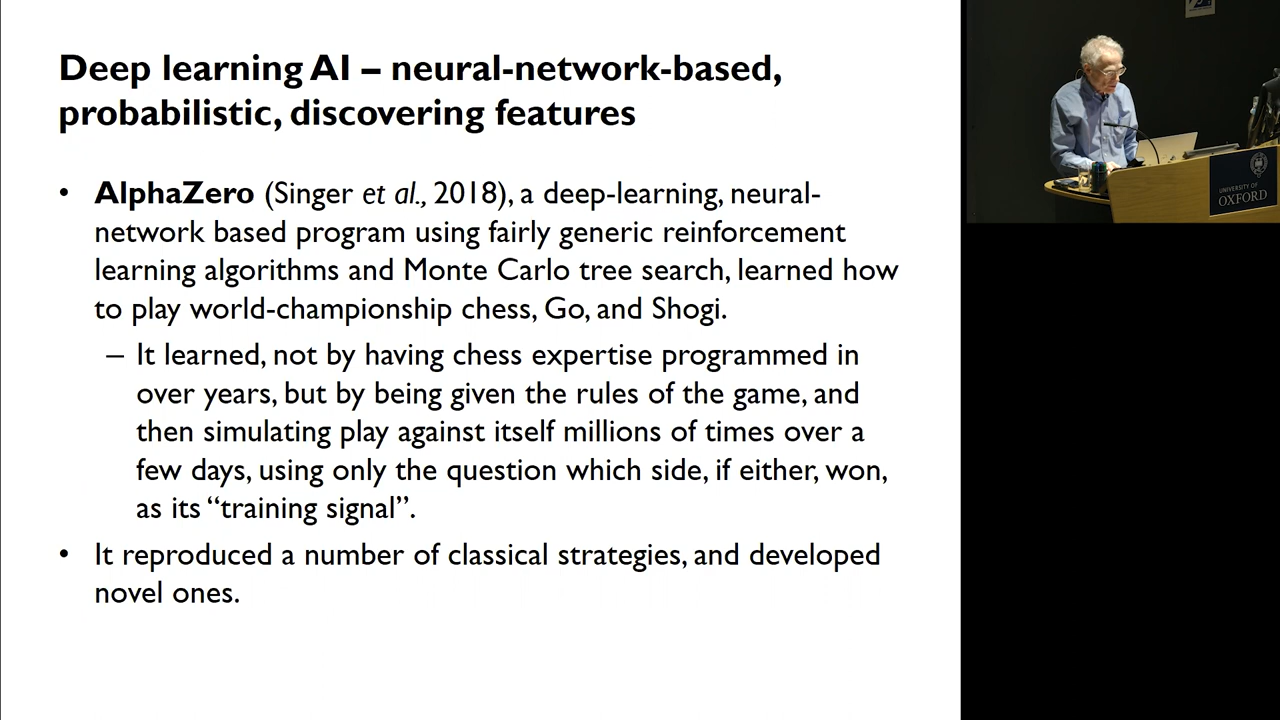 Deep learning AI – neural-network-based,
probabilistic, discovering features
• AlphaZero (Singer et al., 2018), a deep-learning, neural-
network based program using fairly generic reinforcement
learning algorithms and Monte Carlo tree search, learned how
to play world-championship chess, Go, and Shogi.
– It learned, not by having chess expertise programmed in
over years, but by being given the rules of the game, and
then simulating play against itself millions of times over a
few days, using only the question which side, if either, won,
as its “training signal”.
• It reproduced a number of classical strategies, and developed
novel ones.
UNIVERSITY OF
OXFORD